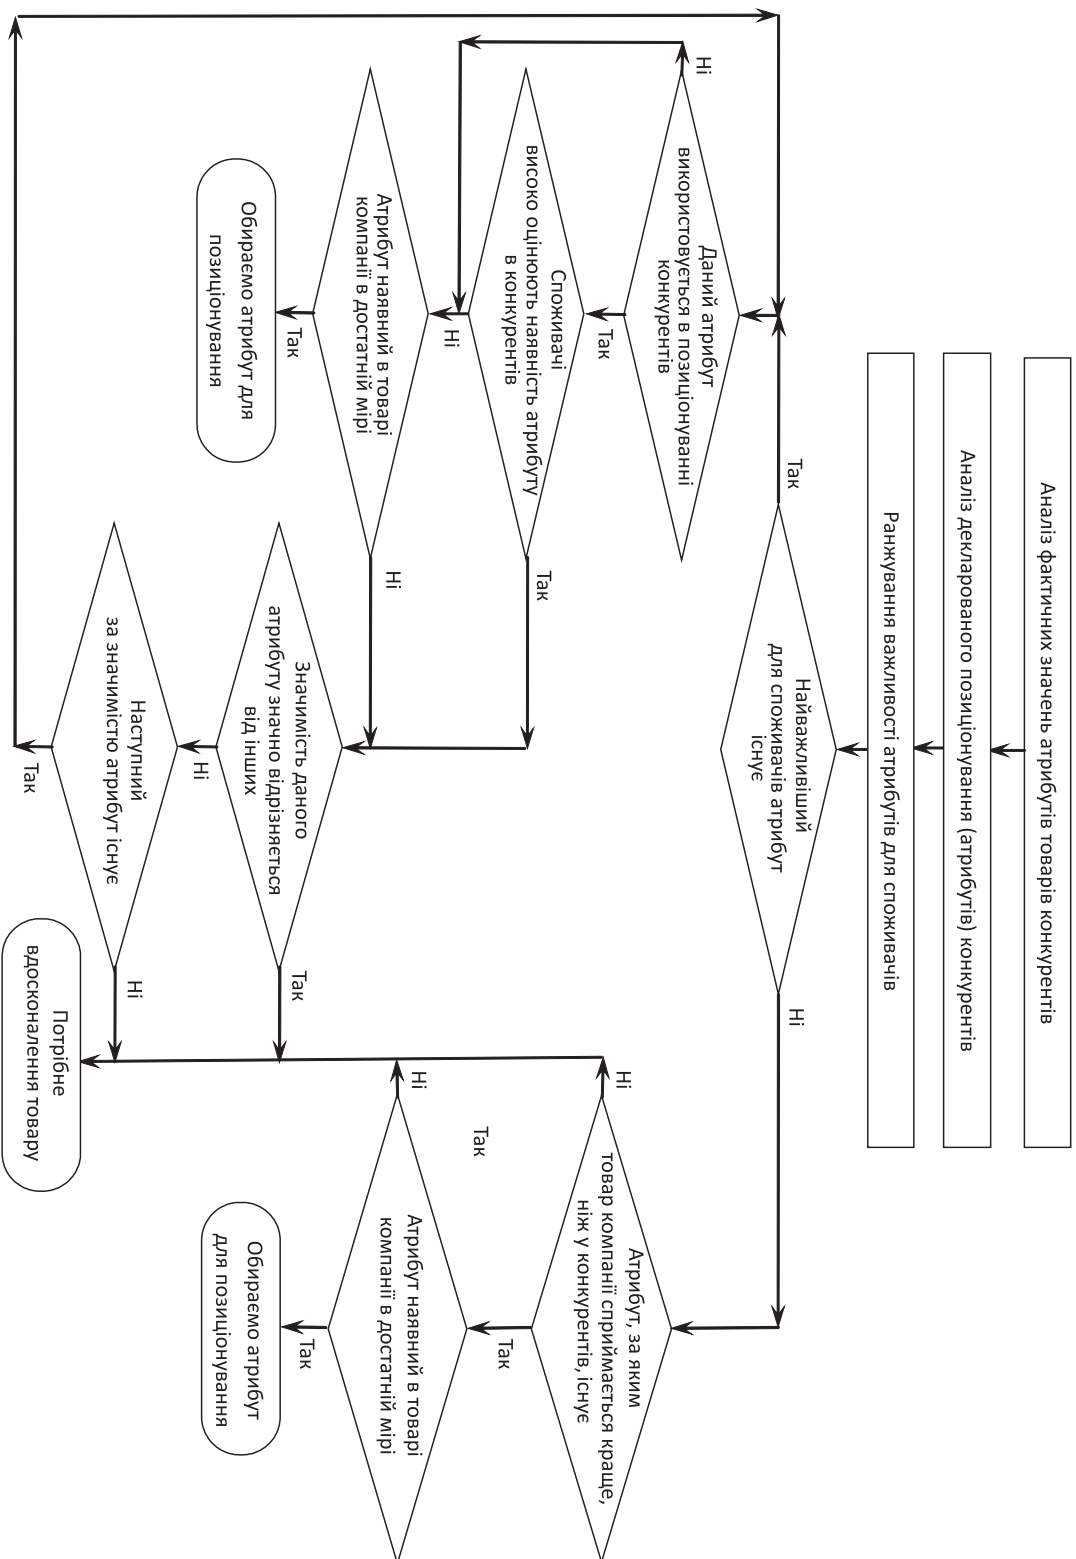 Аналіз фактичних значень атрибутів товарів конкурентів
Аналіз декларованого позиціонування (атрибутів) конкурентів
Ранжування важливості атрибутів для споживачів
Найважливіший
для споживачів атрибут
існує
Так
Ні
Даний атрибут
використовується в позиціонуванні
конкурентів
Ні
Так
Споживачі
високо оцінюють наявність атрибуту
в конкурентів
Так
Ні
Атрибут наявний в товарі
компанії в достатній мірі
Ні
Так
Обираємо атрибут для
позиціонування
Значимість даного
атрибуту значно відрізняється
від інших
Так
Ні
Наступний
за значимістю атрибут існує
Ні
Так
Потрібне
вдосконалення товару
Атрибут, за яким
товар компанії сприймається краще,
ніж у конкурентів, існує
Ні
Так
Так
Атрибут наявний в товарі
компанії в достатній мірі
Ні
Так
Обираємо атрибут
для позиціонування